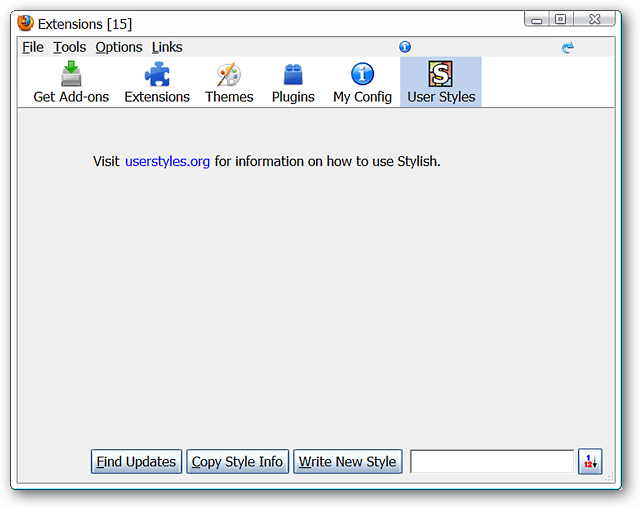 Extensions [15]
File Tools Options Links
Get Add-ons Extensions Themes Plugins My Config User Styles
Visit userstyles.org for information on how to use Stylish.
Find Updates Copy Style Info Write New Style